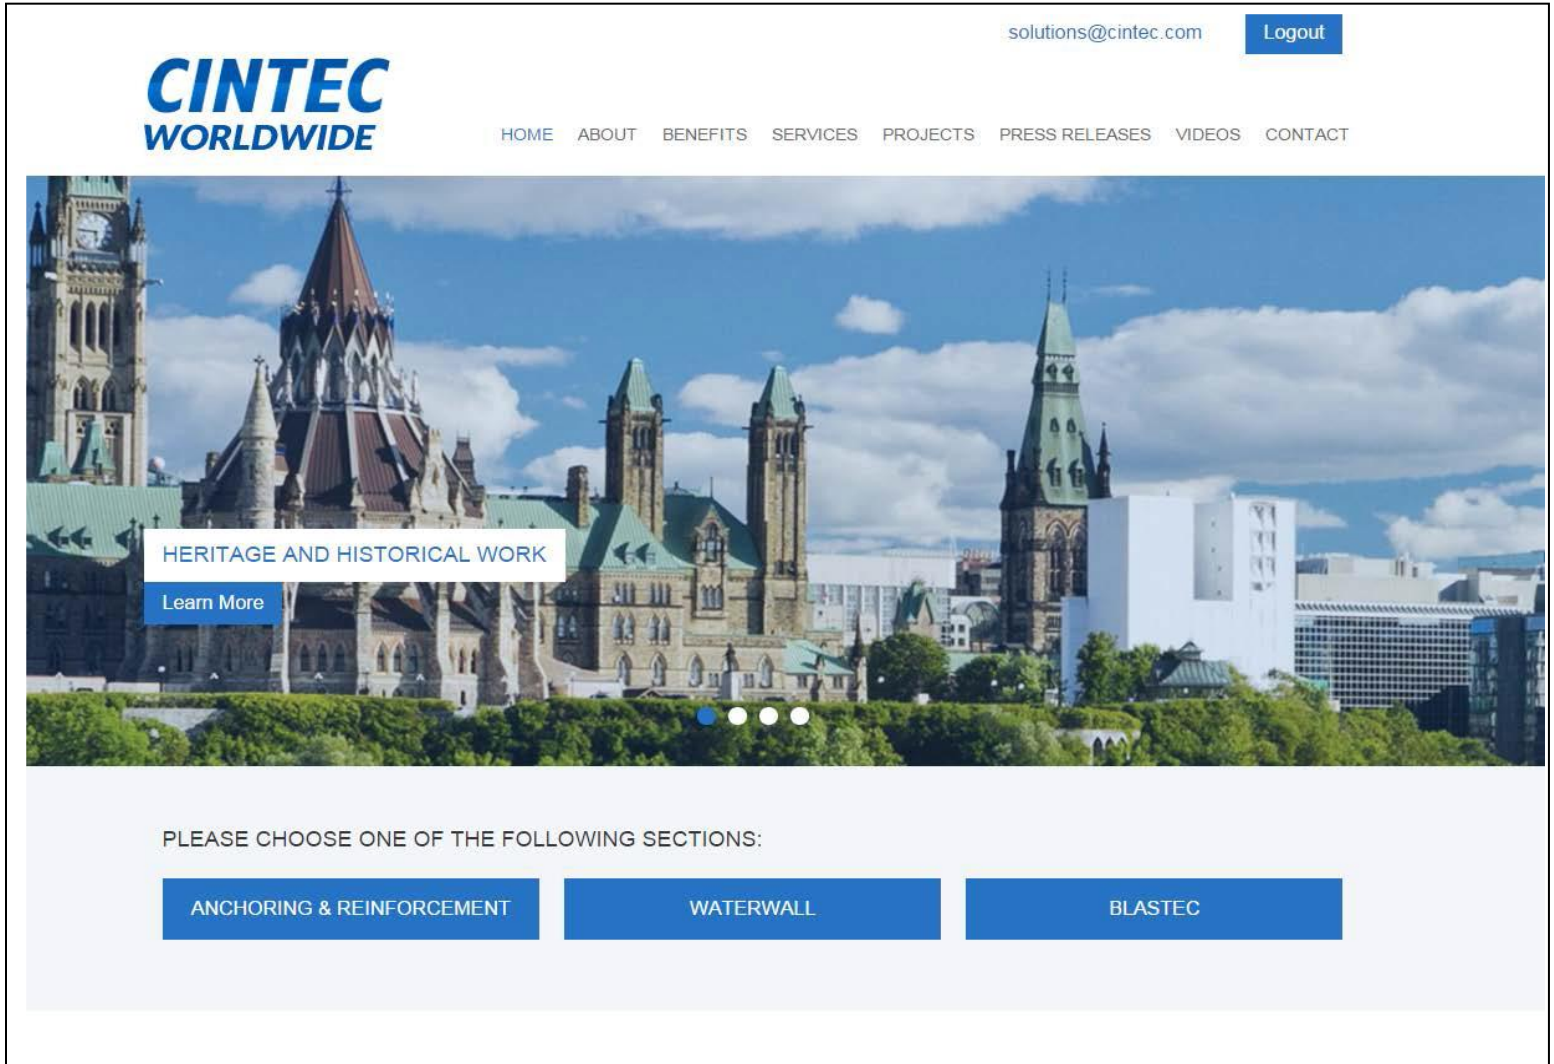 solutions@cintec.com Logout
CINTEC
WORLDWIDE
HOME ABOUT BENEFITS SERVICES PROJECTS PRESS RELEASES VIDEOS CONTACT
HERITAGE AND HISTORICAL WORK
Learn More
PLEASE CHOOSE ONE OF THE FOLLOWING SECTIONS:
ANCHORING & REINFORCEMENT WATERWALL BLASTEC